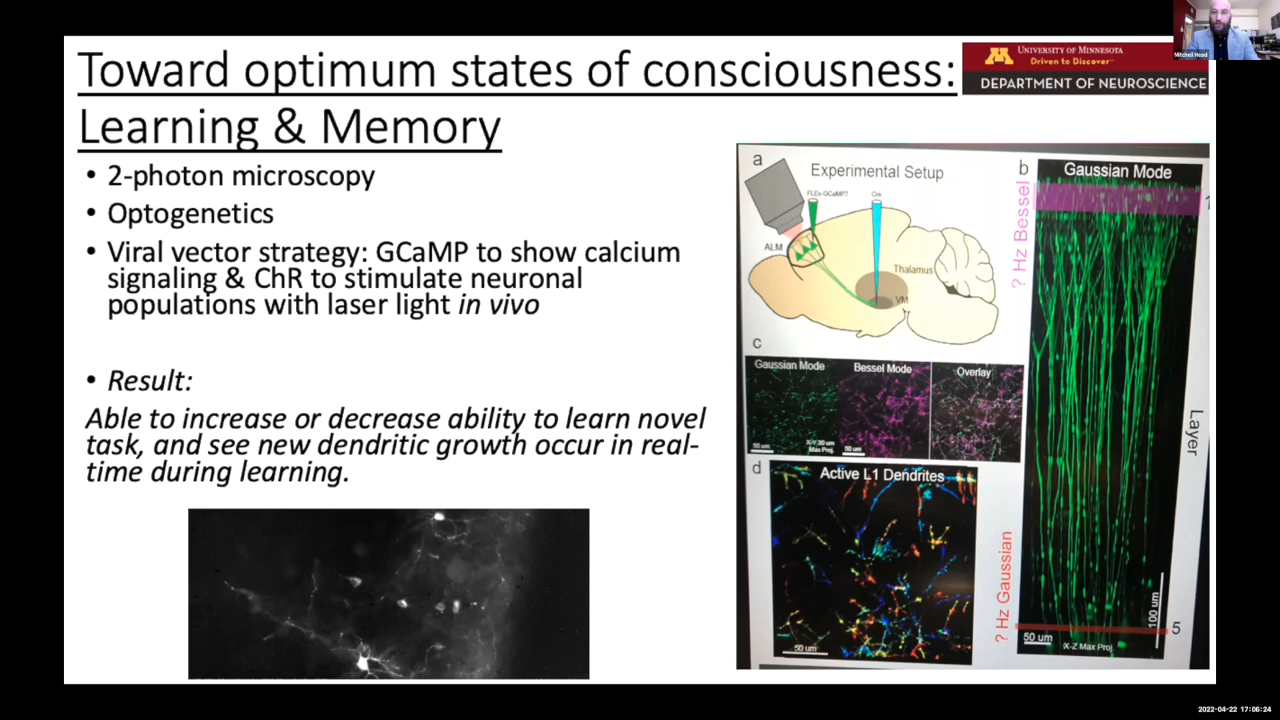 Mitchell Head
Toward optimum states of consciousness:
Learning & Memory
UNIVERSITY OF MINNESOTA
Driven to Discover
DEPARTMENT OF NEUROSCIENCE
• 2-photon microscopy
• Optogenetics
• Viral vector strategy: GCaMP to show calcium
signaling & ChR to stimulate neuronal
populations with laser light in vivo
• Result:
Able to increase or decrease ability to learn novel
task, and see new dendritic growth occur in real-
time during learning.
a
Experimental Setup
FLEx-GCaMP7
Cre
ALM
Thalamus
VM
b
Gaussian Mode
? Hz Bessel
1
Layer
? Hz Gaussian
5
100 um
50 um
X-Z Max Proj.
c
Gaussian Mode
Bessel Mode
Overlay
50 um
X-Y 30 um
Max Proj.
50 um
d
Active L1 Dendrites
50 um
2022-04-22 17:06:24